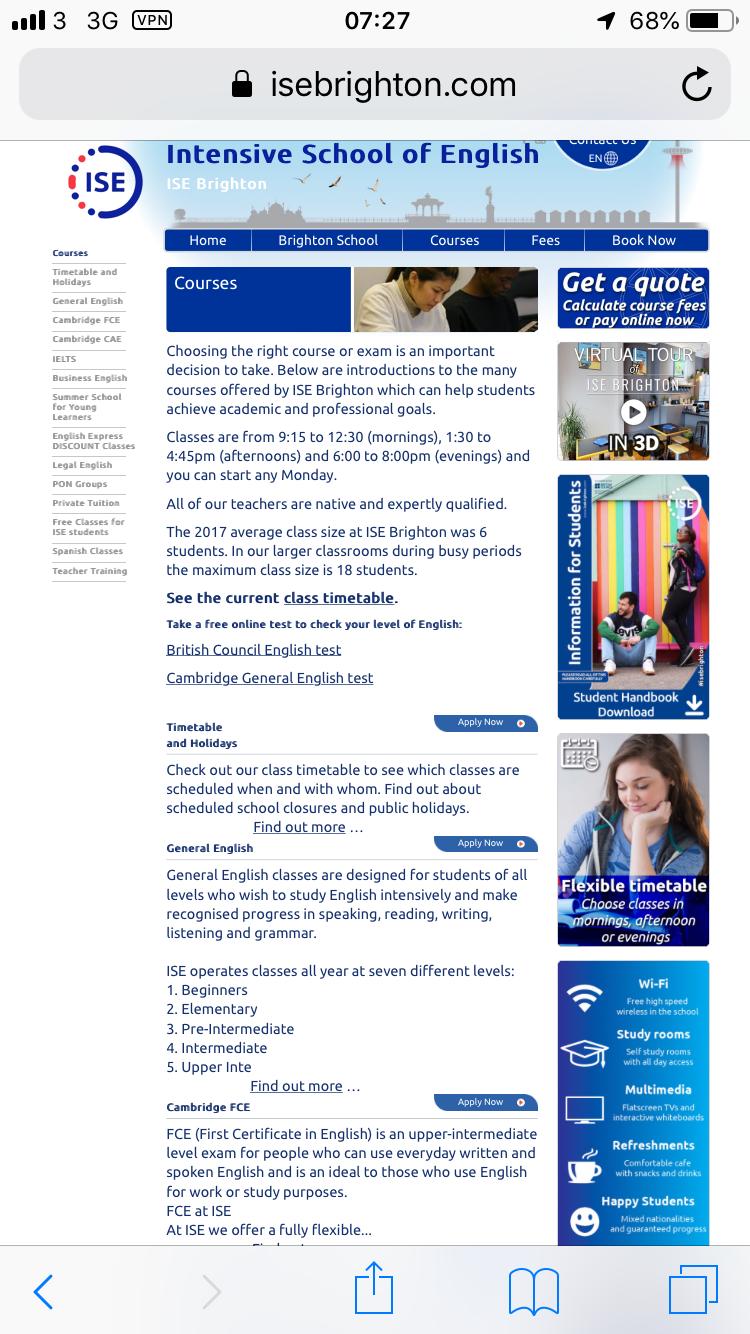 3 3G VPN 07:27 68%
isebrighton.com
Contact Us
EN
Intensive School of English
ISE
ISE Brighton
Home Brighton School Courses Fees Book Now
Courses
Timetable and
Holidays
General English
Cambridge FCE
Cambridge CAE
IELTS
Business English
Summer School
for Young
Learners
English Express
DISCOUNT Classes
Legal English
PON Groups
Private Tuition
Free Classes for
ISE students
Spanish Classes
Teacher Training
Courses
Choosing the right course or exam is an important
decision to take. Below are introductions to the many
courses offered by ISE Brighton which can help students
achieve academic and professional goals.
Classes are from 9:15 to 12:30 (mornings), 1:30 to
4:45pm (afternoons) and 6:00 to 8:00pm (evenings) and
you can start any Monday.
All of our teachers are native and expertly qualified.
The 2017 average class size at ISE Brighton was 6
students. In our larger classrooms during busy periods
the maximum class size is 18 students.
See the current class timetable.
Take a free online test to check your level of English:
British Council English test
Cambridge General English test
Apply Now
Timetable
and Holidays
Check out our class timetable to see which classes are
scheduled when and with whom. Find out about
scheduled school closures and public holidays.
Find out more …
General English Apply Now
General English classes are designed for students of all
levels who wish to study English intensively and make
recognised progress in speaking, reading, writing,
listening and grammar.
ISE operates classes all year at seven different levels:
1. Beginners
2. Elementary
3. Pre-Intermediate
4. Intermediate
5. Upper Inte
Find out more …
Cambridge FCE Apply Now
FCE (First Certificate in English) is an upper-intermediate
level exam for people who can use everyday written and
spoken English and is an ideal to those who use English
for work or study purposes.
FCE at ISE
At ISE we offer a fully flexible...
Get a quote
Calculate course fees
or pay online now
VIRTUAL TOUR
of
ISE BRIGHTON
IN 3D
Information for Students
ISE
#isebrighton
Student Handbook
Download
Flexible timetable
Choose classes in
mornings, afternoon
or evenings
Wi-Fi
Free high speed
wireless in the school
Study rooms
Self study rooms
with all day access
Multimedia
Flatscreen TVs and
interactive whiteboards
Refreshments
Comfortable cafe
with snacks and drinks
Happy Students
Mixed nationalities
and guaranteed progress